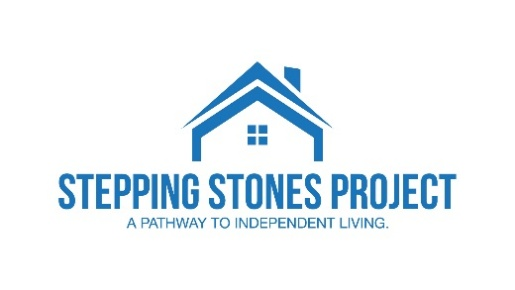 STEPPING STONES PROJECT
A PATHWAY TO INDEPENDENT LIVING.